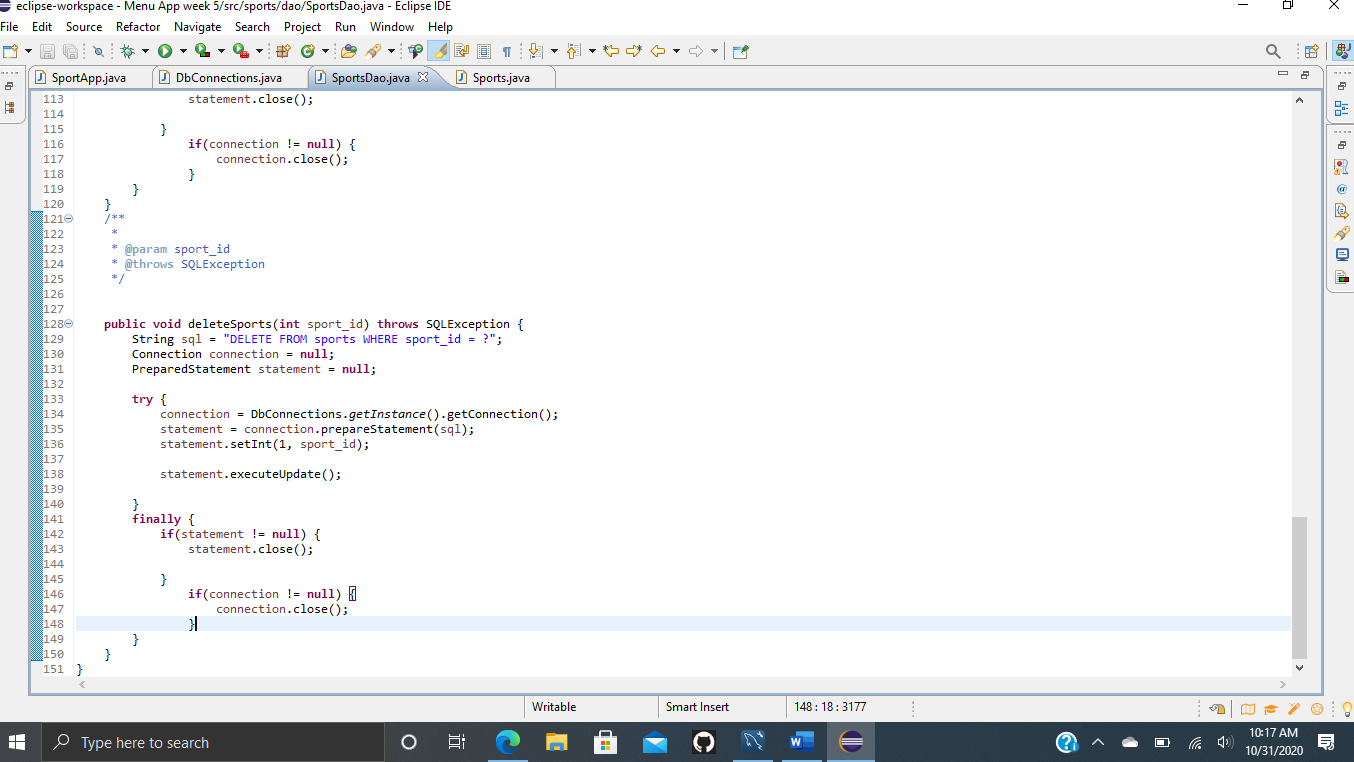 eclipse-workspace - Menu App week 5/src/sports/dao/SportsDao.java - Eclipse IDE
File Edit Source Refactor Navigate Search Project Run Window Help
SportApp.java DbConnections.java SportsDao.java Sports.java
113 statement.close();
114
115 }
116 if(connection != null) {
117 connection.close();
118 }
119 }
120 }
121 /**
122 *
123 * @param sport_id
124 * @throws SQLException
125 */
126
127
128 public void deleteSports(int sport_id) throws SQLException {
129 String sql = "DELETE FROM sports WHERE sport_id = ?";
130 Connection connection = null;
131 PreparedStatement statement = null;
132
133 try {
134 connection = DbConnections.getInstance().getConnection();
135 statement = connection.prepareStatement(sql);
136 statement.setInt(1, sport_id);
137
138 statement.executeUpdate();
139
140 }
141 finally {
142 if(statement != null) {
143 statement.close();
144
145 }
146 if(connection != null) {
147 connection.close();
148 }
149 }
150 }
151 }
Writable Smart Insert 148 : 18 : 3177
Type here to search
10:17 AM
10/31/2020